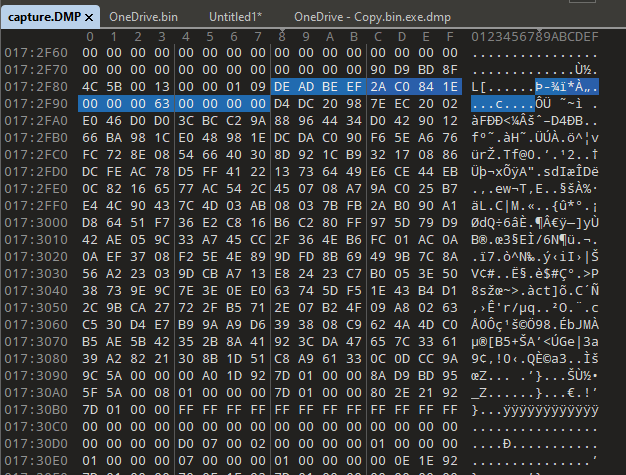 capture.DMP OneDrive.bin Untitled1* OneDrive - Copy.bin.exe.dmp
0 1 2 3 4 5 6 7 8 9 A B C D E F 0123456789ABCDEF
017:2F60 00 00 00 00 00 00 00 00 00 00 00 00 00 00 00 00 ................
017:2F70 00 00 00 00 00 00 00 00 00 00 00 00 90 D9 BD 8F .............Ù½.
017:2F80 4C 5B 00 13 00 00 01 09 DE AD BE EF 2A C0 84 1E L[......Þ-¾ï*À„.
017:2F90 00 00 00 63 00 00 00 00 D4 DC 20 98 7E EC 20 02 ...c....ÔÜ ˜~ì .
017:2FA0 E0 46 D0 D0 3C BC C2 9A 88 96 44 34 D0 42 90 12 àFÐÐ<¼Âšˆ–D4ÐB..
017:2FB0 66 BA 98 1C E0 48 98 1E DC DA C0 90 F6 5E A6 76 fº˜.àH˜.ÜÚÀ.ö^¦v
017:2FC0 FC 72 8E 08 54 66 40 30 8D 92 1C B9 32 17 08 86 ürŽ.Tf@0.’.¹2..†
017:2FD0 DC FE AC 78 D5 FF 41 22 13 73 64 49 E6 CE 44 EB Üþ¬xÕÿA".sdIæÎDë
017:2FE0 0C 82 16 65 77 AC 54 2C 45 07 08 A7 A9 C0 25 B7 .‚.ew¬T,E..§©À%·
017:2FF0 E4 4C 90 43 7C 4D 03 AB 08 03 7B FB 2A B0 90 A1 äL.C|M.«..{û*°.¡
017:3000 D8 64 51 F7 36 E2 C8 16 B6 C2 80 FF 97 5D 79 D9 ØdQ÷6âÈ.¶Â€ÿ—]yÙ
017:3010 42 AE 05 9C 33 A7 45 CC 2F 36 4E B6 FC 01 AC 0A B®.œ3§EÌ/6N¶ü.¬.
017:3020 0A EF 37 08 F2 5E 4E 89 9D FD 8B 69 49 9B 7C 8A .ï7.ò^N‰.ý‹iI›|Š
017:3030 56 A2 23 03 9D CB A7 13 E8 24 23 C7 B0 05 3E 50 V¢#..Ë§.è$#Ç°.>P
017:3040 38 73 9E 9C 7E 3E 0E E0 63 74 5D F5 1E 43 B4 D1 8sžœ~>.àct]õ.C´Ñ
017:3050 2C 9B CA 27 72 2F B5 71 2E 07 B2 4F 09 A8 02 63 ,›Ê'r/µq..²O.¨.c
017:3060 C5 30 D4 E7 B9 9A A9 D6 39 38 08 C9 62 4A 4D C0 Å0Ôç¹š©Ö98.ÉbJMÀ
017:3070 B5 AE 5B 42 35 2B 8A 41 92 3C DA 47 65 7C 33 61 µ®[B5+ŠA’<ÚGe|3a
017:3080 39 A2 82 21 30 8B 1D 51 C8 A9 61 33 0C 0D CC 9A 9¢‚!0‹.QÈ©a3..Ìš
017:3090 9C 5A 00 00 00 A0 1D 92 7D 01 00 00 8A D9 BD 95 œZ... .’}...ŠÙ½•
017:30A0 5F 5A 00 08 01 00 00 00 7D 01 00 00 80 2E 21 92 _Z......}...€.!’
017:30B0 7D 01 00 00 FF FF FF FF FF FF FF FF FF FF FF FF }...ÿÿÿÿÿÿÿÿÿÿÿÿ
017:30C0 00 00 00 00 00 00 00 00 00 00 00 00 00 00 00 00 ................
017:30D0 00 00 00 00 D0 07 00 02 00 00 00 00 01 00 00 00 ....Ð...........
017:30E0 01 00 00 00 07 00 00 00 01 00 00 00 00 0E 1E 92 ...............’